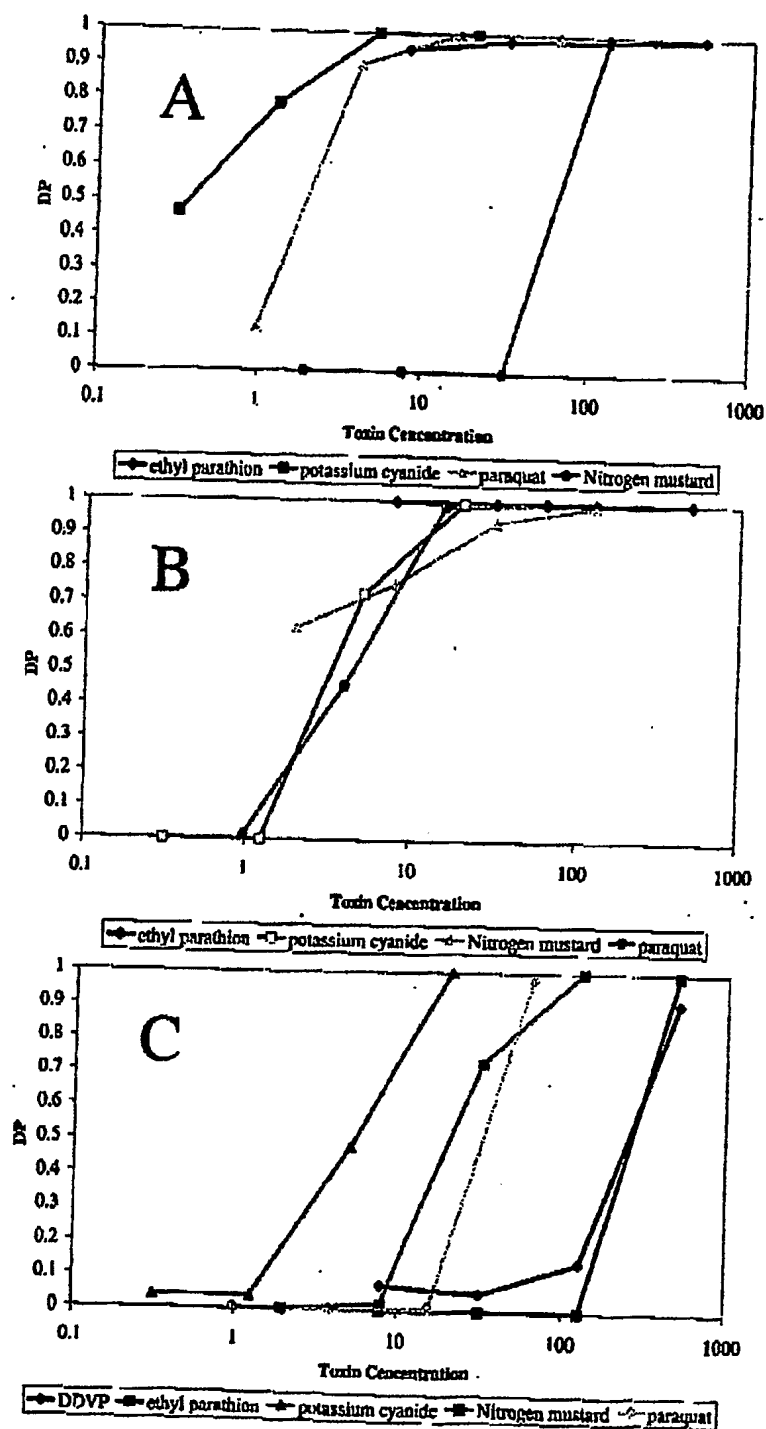 1
0.9
0.8
0.7
0.6
0.5
0.4
0.3
0.2
0.1
0
DP
A
0.1 1 10 100 1000
Toxin Concentration
ethyl parathion potassium cyanide paraquat Nitrogen mustard
1
0.9
0.8
0.7
0.6
0.5
0.4
0.3
0.2
0.1
0
DP
B
0.1 1 10 100 1000
Toxin Concentration
ethyl parathion potassium cyanide Nitrogen mustard paraquat
1
0.9
0.8
0.7
0.6
0.5
0.4
0.3
0.2
0.1
0
DP
C
0.1 1 10 100 1000
Toxin Concentration
DDVP ethyl parathion potassium cyanide Nitrogen mustard paraquat